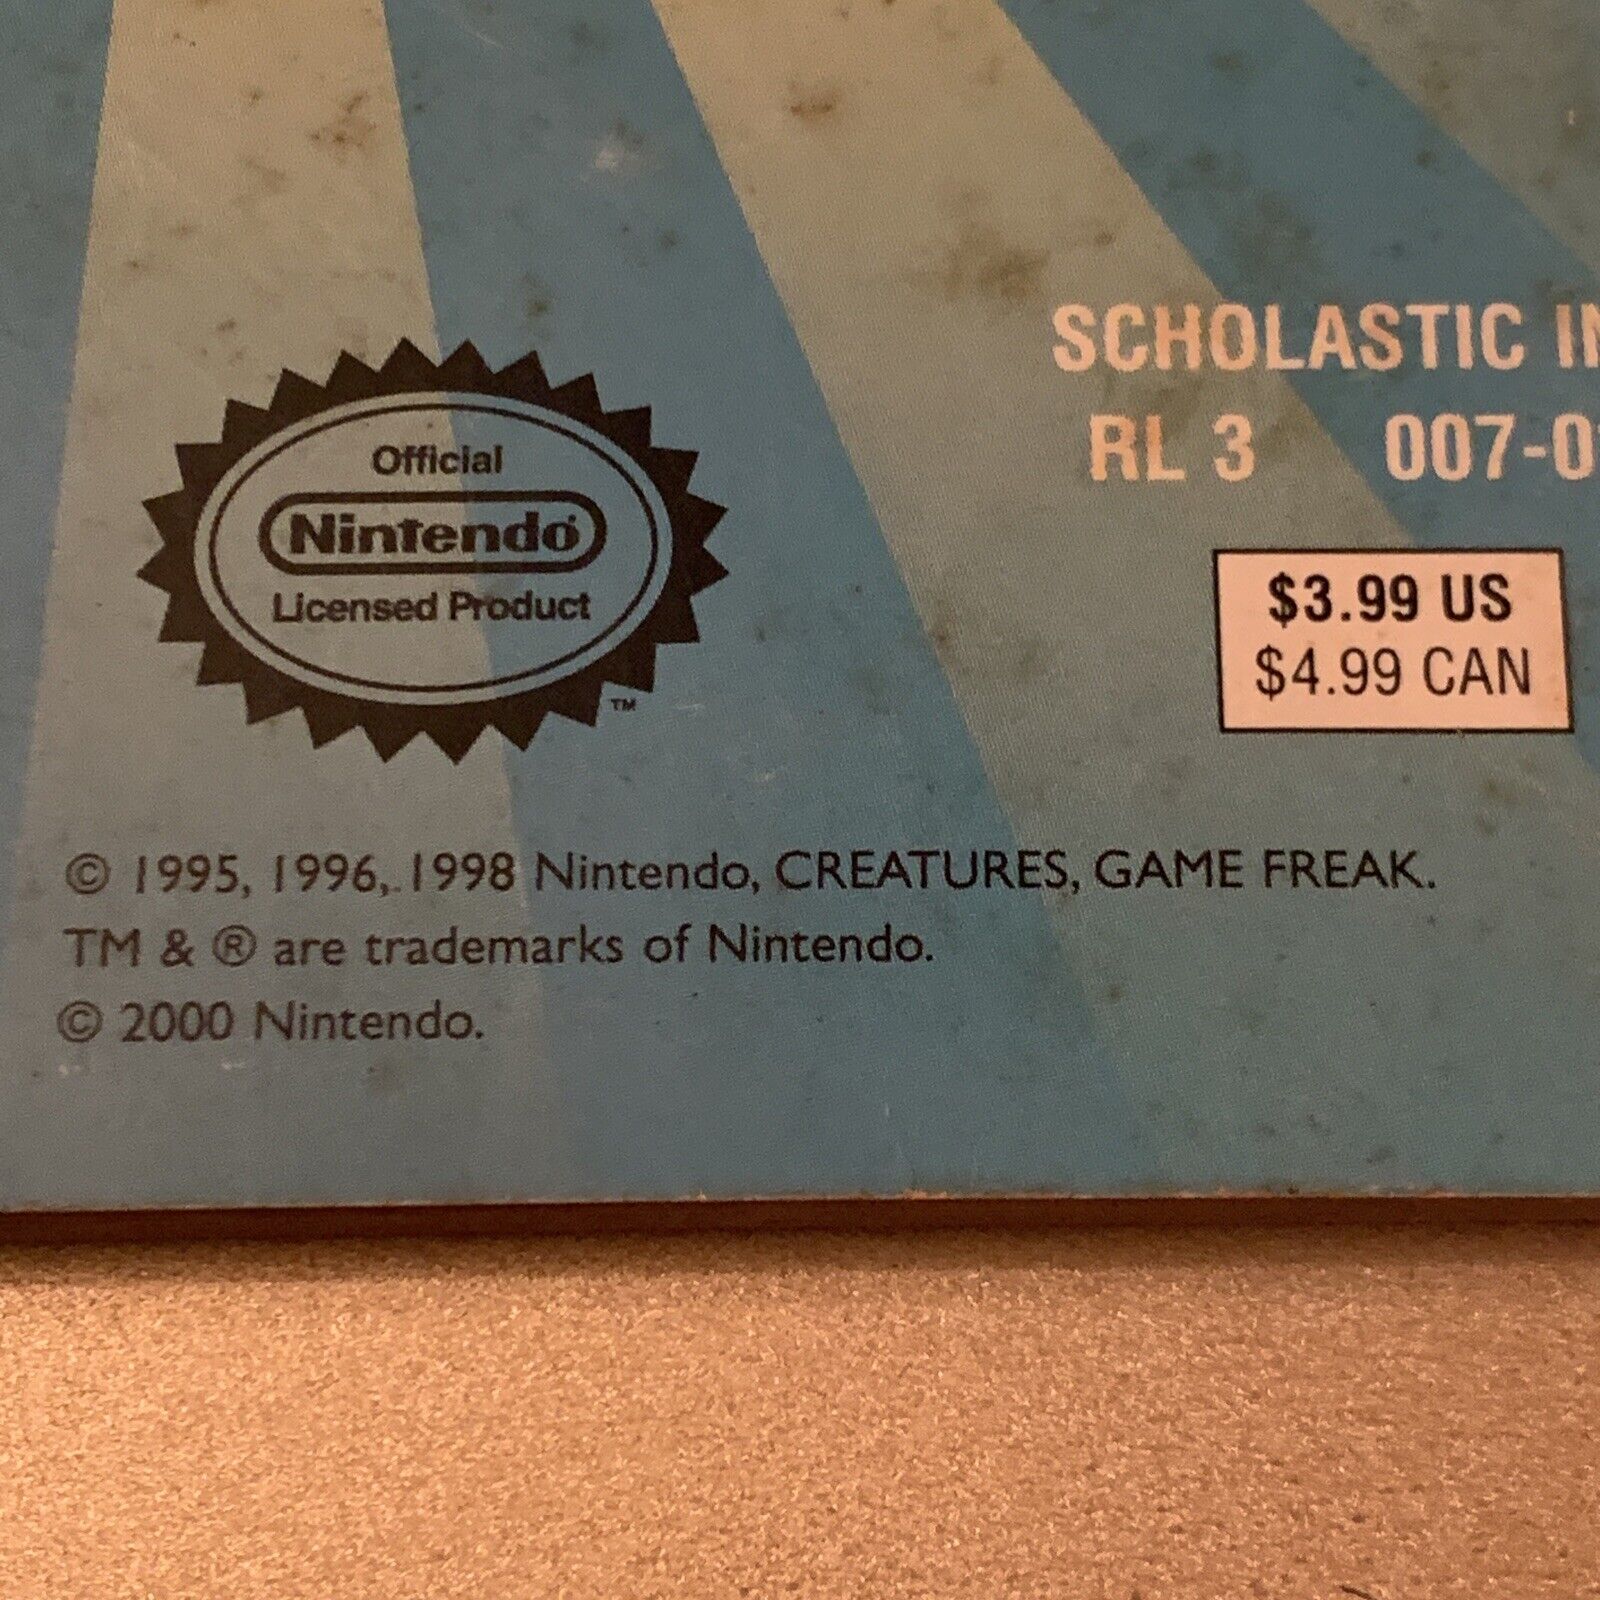 SCHOLASTIC
RL 3 007-0
Official
Nintendo®
Licensed Product
TM
$3.99 US
$4.99 CAN
© 1995, 1996, 1998 Nintendo, CREATURES, GAME FREAK.
TM & ® are trademarks of Nintendo.
© 2000 Nintendo.